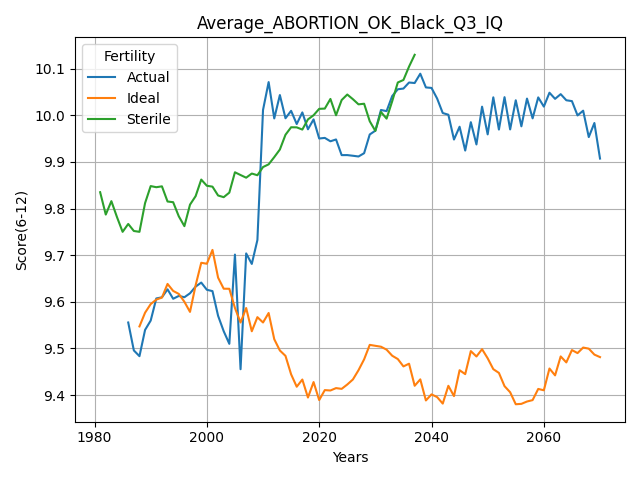 Average_ABORTION_OK_Black_Q3_IQ
Fertility
Actual
Ideal
Sterile
Score(6-12)
10.1
10.0
9.9
9.8
9.7
9.6
9.5
9.4
1980
2000
2020
2040
2060
Years